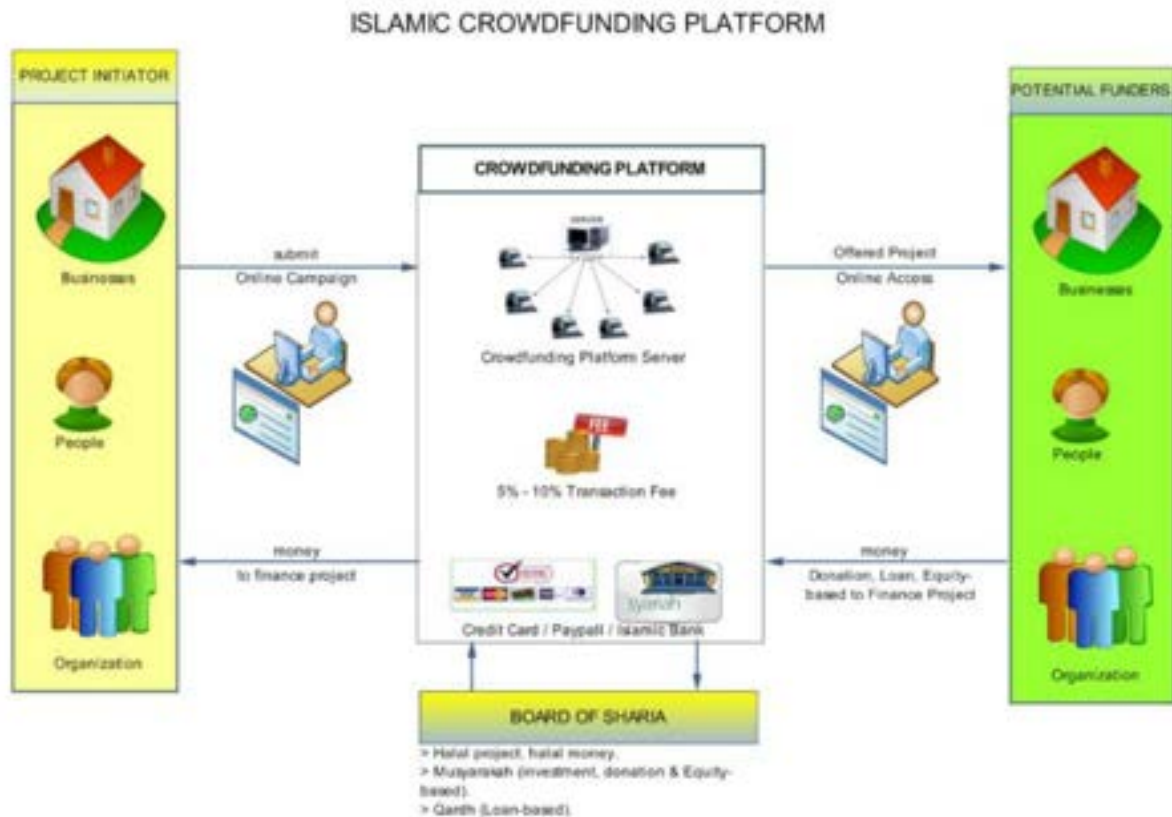 ISLAMIC CROWDFUNDING PLATFORM
PROJECT INITIATOR
Businesses
People
Organization
submit
Online Campaign
money
to finance project
CROWDFUNDING PLATFORM
SERVER
Crowdfunding Platform Server
FEE
5% - 10% Transaction Fee
syariah
Credit Card / Paypall / Islamic Bank
BOARD OF SHARIA
> Halal project, halal money.
> Musyarakah (investment, donation & Equity-
based).
> Qardh (Loan-based).
Offered Project
Online Access
money
Donation, Loan, Equity-
based to Finance Project
POTENTIAL FUNDERS
Businesses
People
Organization